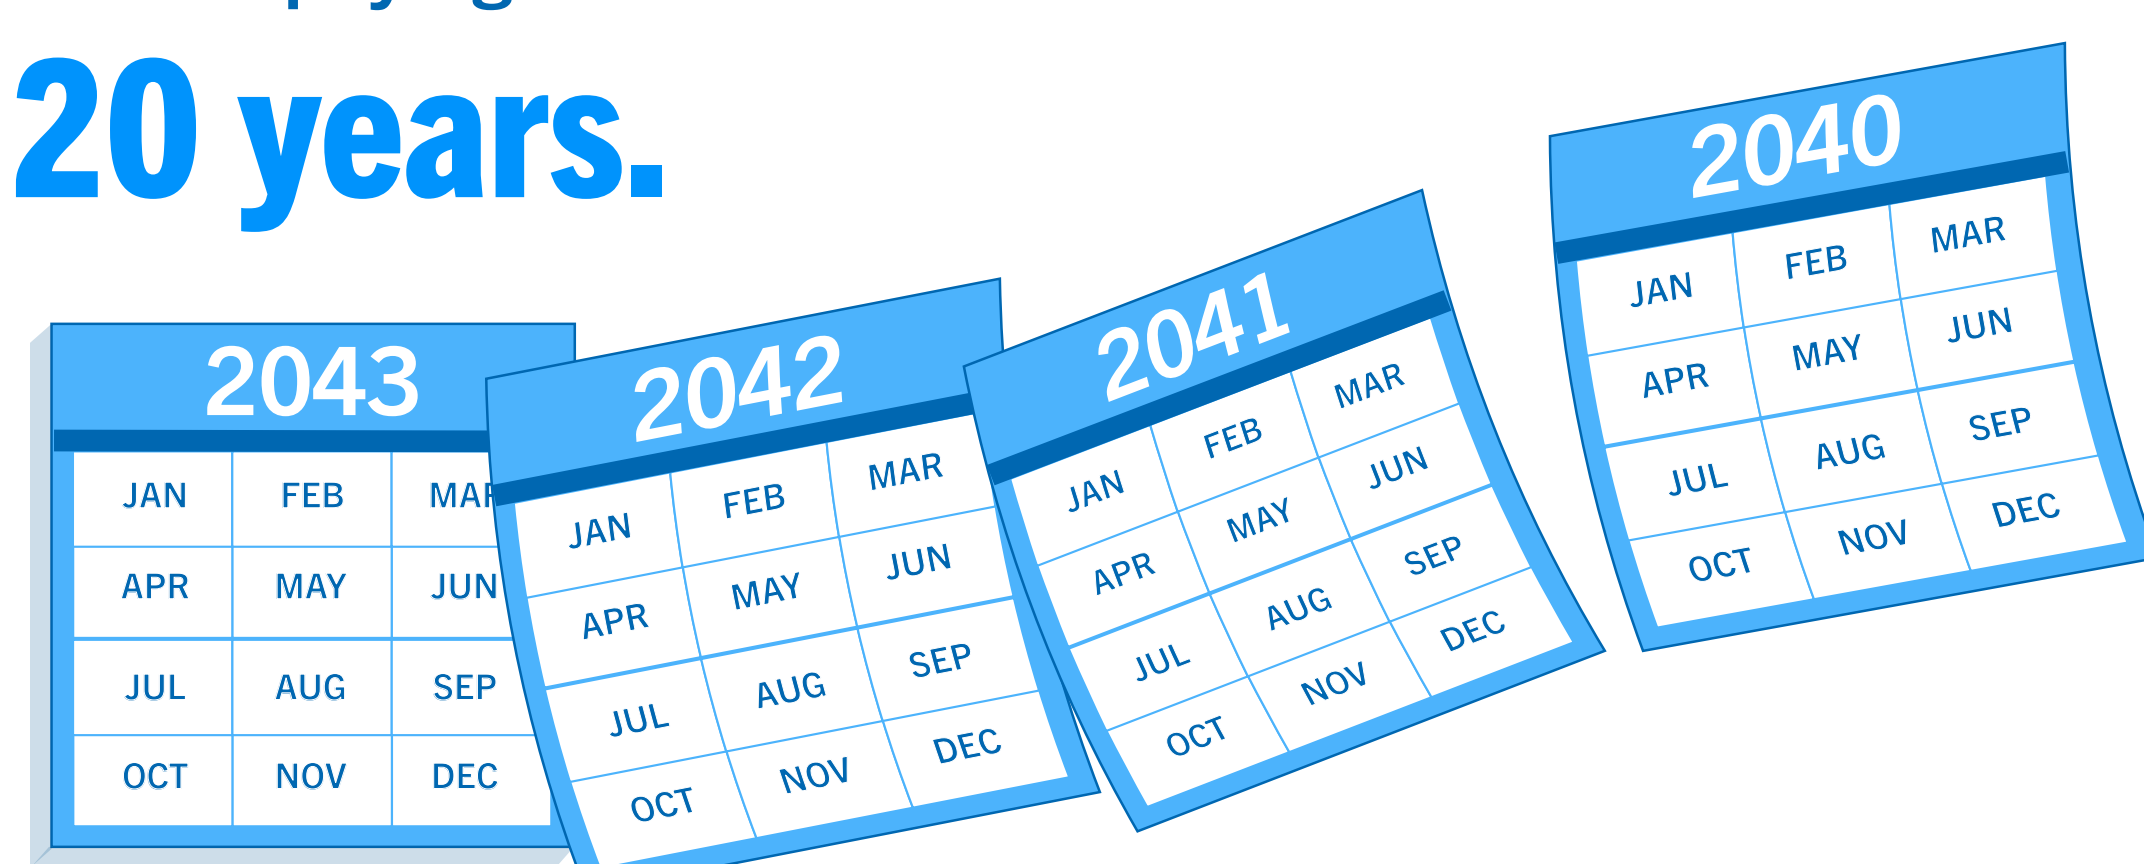 20 years.
2043
JAN FEB MAR
APR MAY JUN
JUL AUG SEP
OCT NOV DEC
2042
JAN FEB MAR
APR MAY JUN
JUL AUG SEP
OCT NOV DEC
2041
JAN FEB MAR
APR MAY JUN
JUL AUG SEP
OCT NOV DEC
2040
JAN FEB MAR
APR MAY JUN
JUL AUG SEP
OCT NOV DEC